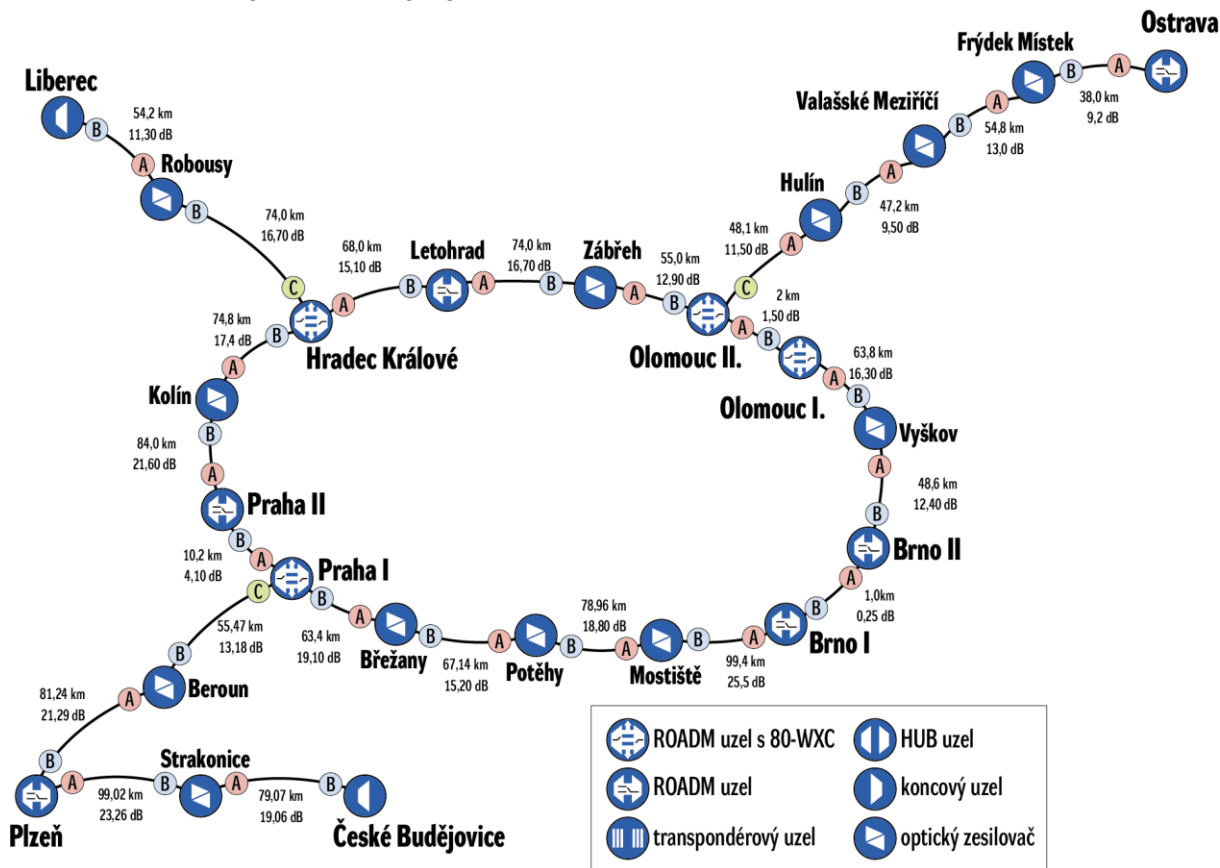 Ostrava
Frýdek Místek
B
A
38,0 km
9,2 dB
Valašské Meziříčí
A
B
54,8 km
13,0 dB
Liberec
B
54,2 km
11,30 dB
A
Robousy
B
Hulín
B
A
47,2 km
9,50 dB
74,0 km
16,70 dB
C
68,0 km
15,10 dB
Letohrad
A
B
A
74,0 km
16,70 dB
B
Zábřeh
A
55,0 km
12,90 dB
B
48,1 km
11,50 dB
A
C
2 km
1,50 dB
Hradec Králové
74,8 km
17,4 dB
B
A
Olomouc II.
A
B
Olomouc I.
63,8 km
16,30 dB
A
B
Kolín
B
84,0 km
21,60 dB
A
Vyškov
A
48,6 km
12,40 dB
B
Praha II
B
10,2 km
4,10 dB
A
Praha I
C
B
Brno II
A
1,0km
0,25 dB
B
Brno I
55,47 km
13,18 dB
B
63,4 km
19,10 dB
A
Břežany
B
67,14 km
15,20 dB
A
Potěhy
B
78,96 km
18,80 dB
A
Mostiště
B
99,4 km
25,5 dB
A
81,24 km
21,29 dB
A
Beroun
B
A
Plzeň
99,02 km
23,26 dB
B
Strakonice
A
79,07 km
19,06 dB
B
České Budějovice
ROADM uzel s 80-WXC
HUB uzel
ROADM uzel
koncový uzel
transpondérový uzel
optický zesilovač